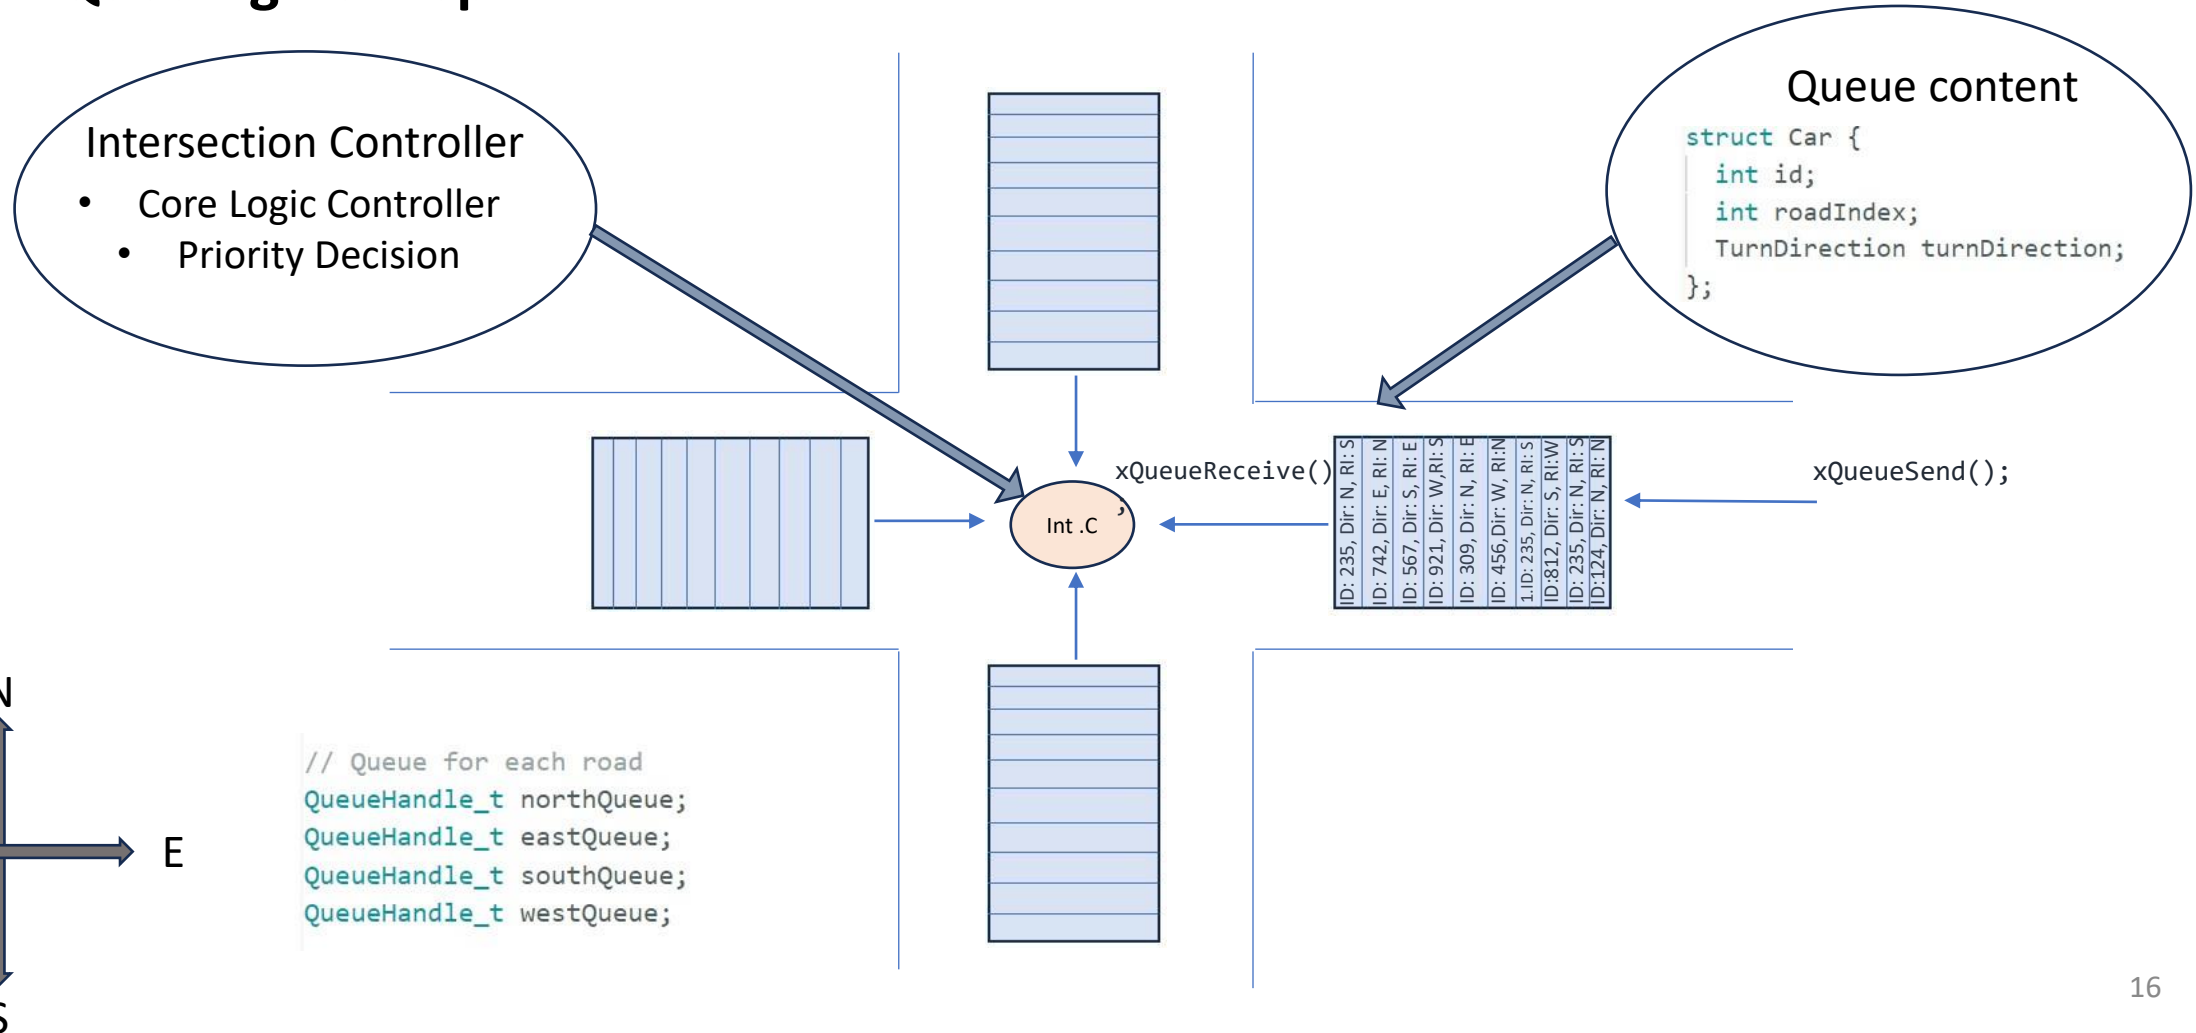 Intersection Controller
• Core Logic Controller
• Priority Decision
Queue content
struct Car {
int id;
int roadIndex;
TurnDirection turnDirection;
};
xQueueReceive()
;
Int .C
ID: 235, Dir: N, RI: S
ID: 742, Dir: E, RI: N
ID: 567, Dir: S, RI: E
ID: 921, Dir: W,RI: S
ID: 309, Dir: N, RI: E
ID: 456,Dir: W, RI:N
1.ID: 235, Dir: N, RI: S
ID:812, Dir: S, RI:W
ID: 235, Dir: N, RI: S
ID:124, Dir: N, RI: N
xQueueSend();
N
E
S
// Queue for each road
QueueHandle_t northQueue;
QueueHandle_t eastQueue;
QueueHandle_t southQueue;
QueueHandle_t westQueue;
16